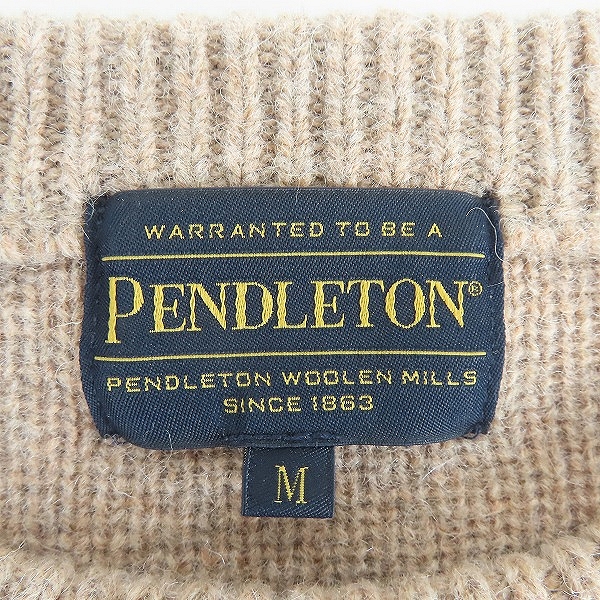 WARRANTED TO BE A
PENDLETON®
PENDLETON WOOLEN MILLS
SINCE 1863
M